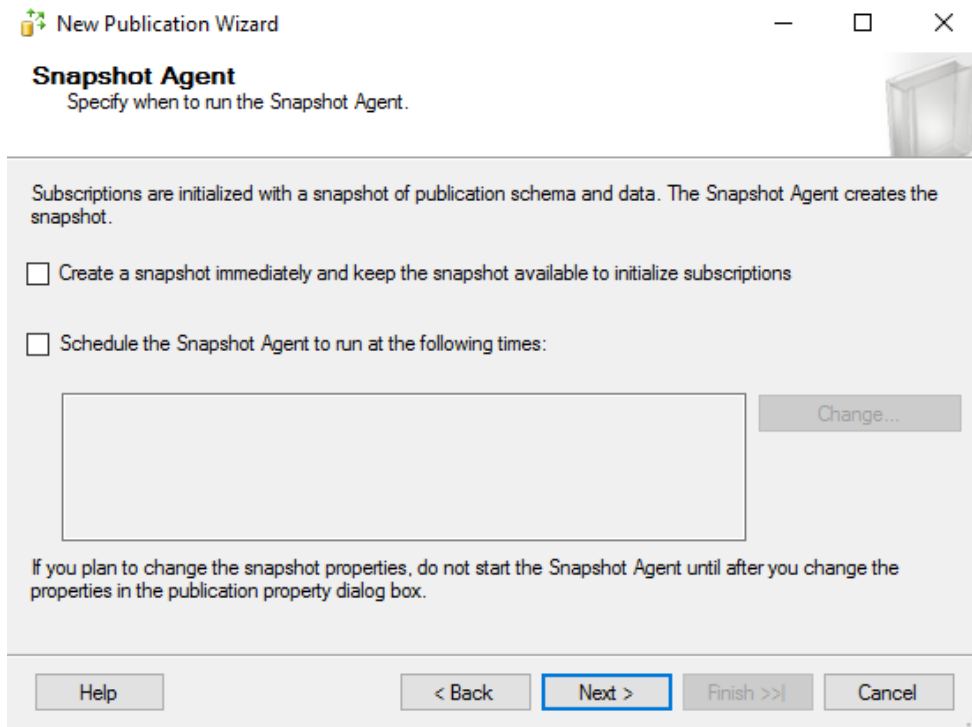 New Publication Wizard
Snapshot Agent
Specify when to run the Snapshot Agent.
Subscriptions are initialized with a snapshot of publication schema and data. The Snapshot Agent creates the
snapshot.
Create a snapshot immediately and keep the snapshot available to initialize subscriptions
Schedule the Snapshot Agent to run at the following times:
Change...
If you plan to change the snapshot properties, do not start the Snapshot Agent until after you change the
properties in the publication property dialog box.
Help
< Back
Next >
Finish >>|
Cancel